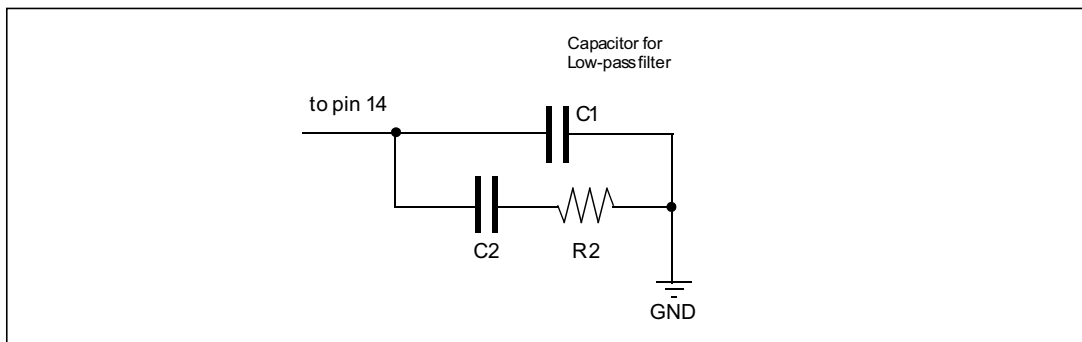 Capacitor for
Low-pass filter
to pin 14
C1
C2
R2
GND